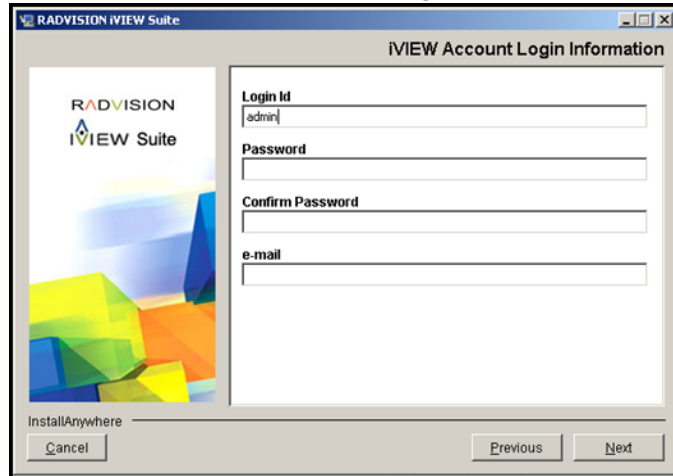 RADVISION iVIEW Suite
iVIEW Account Login Information
RADVISION
iVIEW Suite
Login Id
admin
Password
Confirm Password
e-mail
InstallAnywhere
Cancel
Previous
Next